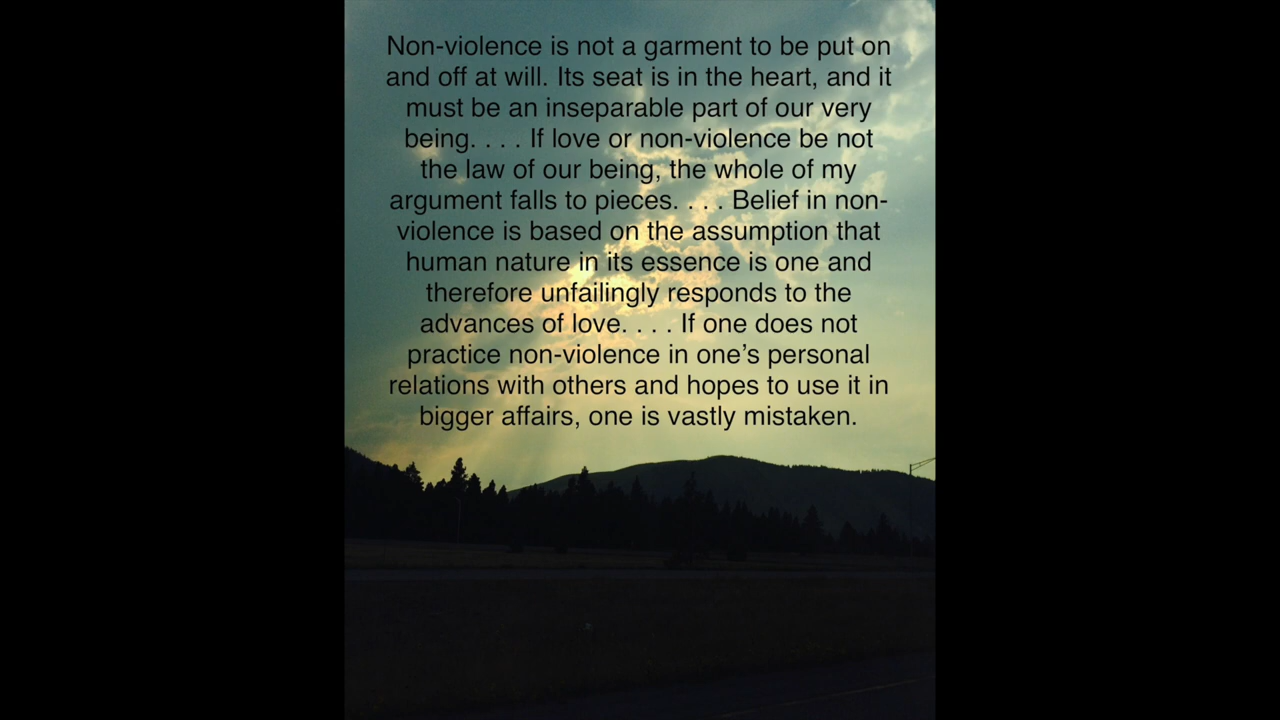 Non-violence is not a garment to be put on
and off at will. Its seat is in the heart, and it
must be an inseparable part of our very
being. . . . If love or non-violence be not
the law of our being, the whole of my
argument falls to pieces. . . . Belief in non-
violence is based on the assumption that
human nature in its essence is one and
therefore unfailingly responds to the
advances of love. . . . If one does not
practice non-violence in one’s personal
relations with others and hopes to use it in
bigger affairs, one is vastly mistaken.